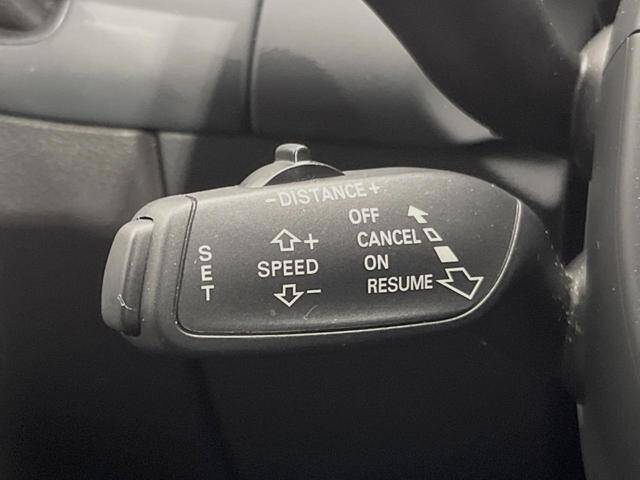 - DISTANCE +
OFF
CANCEL
ON
RESUME
SET
+
SPEED
-